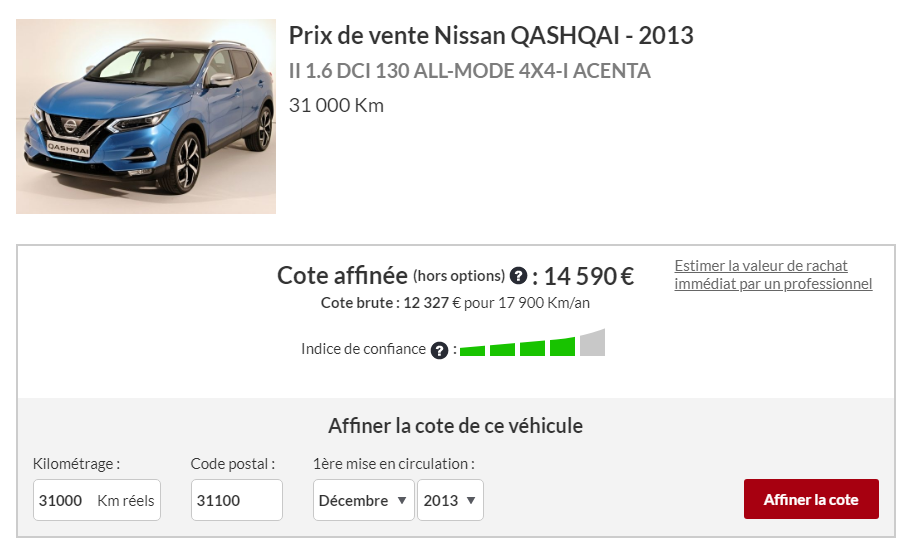 Prix de vente Nissan QASHQAI - 2013
II 1.6 DCI 130 ALL-MODE 4X4-I ACENTA
31 000 Km
QASHQAI
Cote affinée (hors options) ? : 14 590 €
Estimer la valeur de rachat
immédiat par un professionnel
Cote brute : 12 327 € pour 17 900 Km/an
Indice de confiance ? :
Affiner la cote de ce véhicule
Kilométrage : Code postal : 1ère mise en circulation :
31000 Km réels 31100 Décembre ▼ 2013 ▼ Affiner la cote